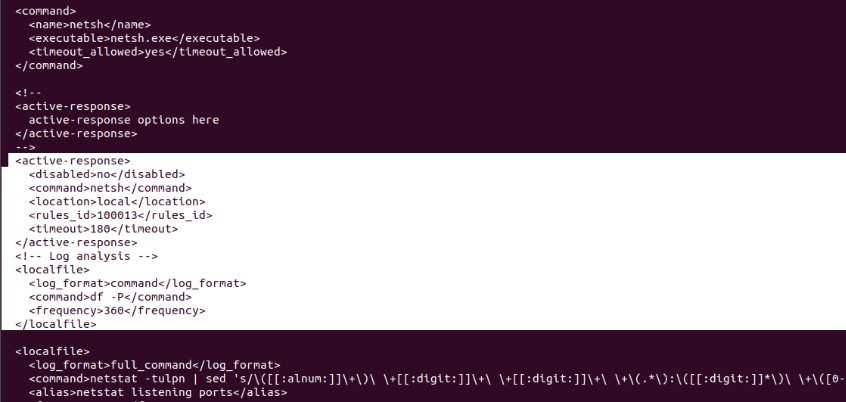 <command>
<name>netsh</name>
<executable>netsh.exe</executable>
<timeout_allowed>yes</timeout_allowed>
</command>
<!--
<active-response>
active-response options here
</active-response>
-->
<active-response>
<disabled>no</disabled>
<command>netsh</command>
<location>local</location>
<rules_id>100013</rules_id>
<timeout>180</timeout>
</active-response>
<!-- Log analysis -->
<localfile>
<log_format>command</log_format>
<command>df -P</command>
<frequency>360</frequency>
</localfile>
<localfile>
<log_format>full_command</log_format>
<command>netstat -tulpn | sed 's/\([[:alnum:]]\+\)\ \+[[:digit:]]\+\ \+[[:digit:]]\+\ \+\(.*\):\([[:digit:]]*\)\ \+\([0-
<alias>netstat listening ports</alias>